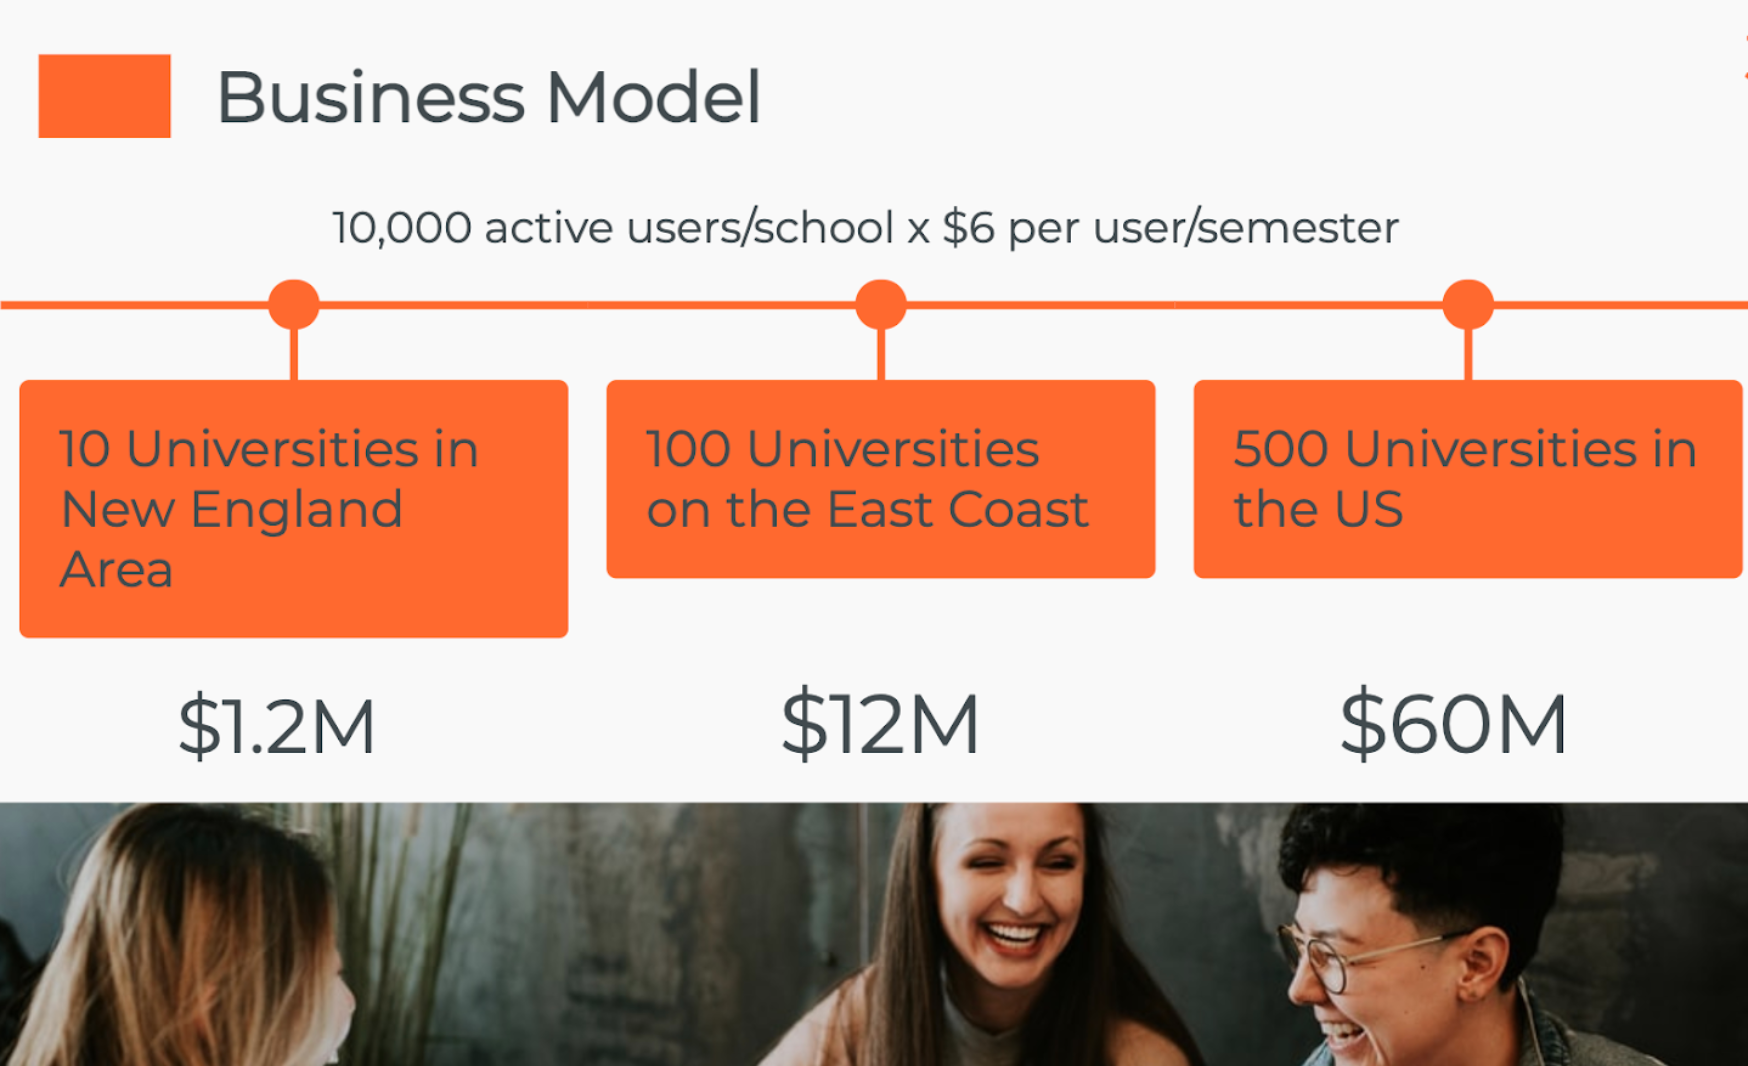 Business Model
10,000 active users/school x $6 per user/semester
10 Universities in
New England
Area
100 Universities
on the East Coast
500 Universities in
the US
$1.2M
$12M
$60M